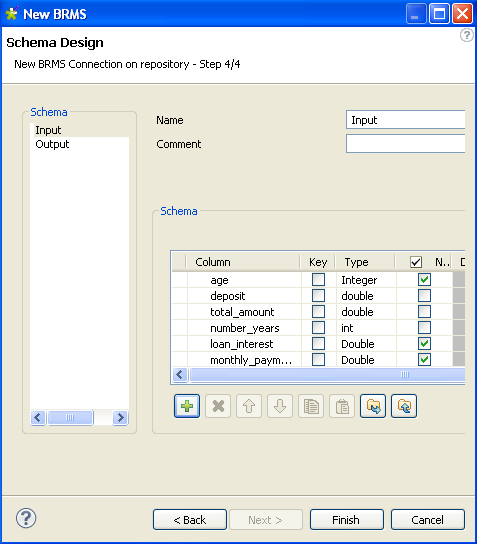 New BRMS
Schema Design
New BRMS Connection on repository - Step 4/4
Schema
Input
Output
Name
Input
Comment
Schema
Column Key Type N.. D
age Integer
deposit double
total_amount double
number_years int
loan_interest Double
monthly_paym... Double
< Back Next > Finish Cancel